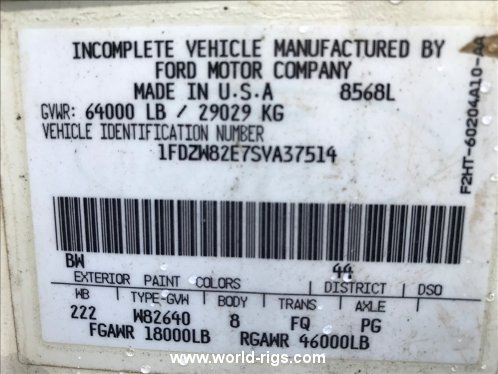 INCOMPLETE VEHICLE MANUFACTURED BY
FORD MOTOR COMPANY
MADE IN U.S.A 8568L
GVWR: 64000 LB / 29029 KG
VEHICLE IDENTIFICATION NUMBER
1FDZW82E7SVA37514
F2HT-60204A10-AA
BW 44
EXTERIOR PAINT COLORS DISTRICT DSO
WB TYPE-GVW BODY TRANS AXLE
222 W82640 8 FQ PG
FGAWR 18000LB RGAWR 46000LB
www.world-rigs.com